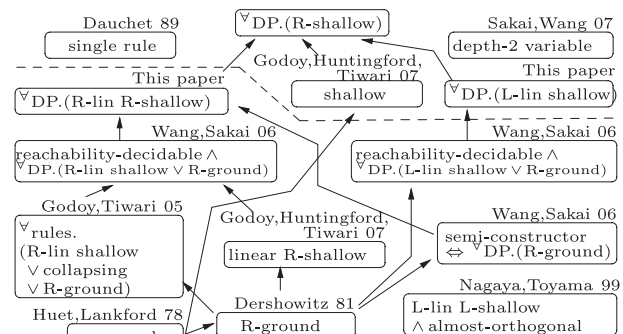 Dauchet 89
single rule
∀DP.(R-shallow)
Sakai,Wang 07
depth-2 variable
Godoy,Huntingford,
Tiwari 07
shallow
This paper
∀DP.(R-lin R-shallow)
This paper
∀DP.(L-lin shallow)
Wang,Sakai 06
reachability-decidable ∧
∀DP.(R-lin shallow ∨ R-ground)
Wang,Sakai 06
reachability-decidable ∧
∀DP.(L-lin shallow ∨ R-ground)
Godoy,Tiwari 05
∀rules.
(R-lin shallow
∨ collapsing
∨ R-ground)
Godoy,Huntingford,
Tiwari 07
linear R-shallow
Wang,Sakai 06
semi-constructor
⇔ ∀DP.(R-ground)
Nagaya,Toyama 99
L-lin L-shallow
∧ almost-orthogonal
Huet,Lankford 78
Dershowitz 81
R-ground